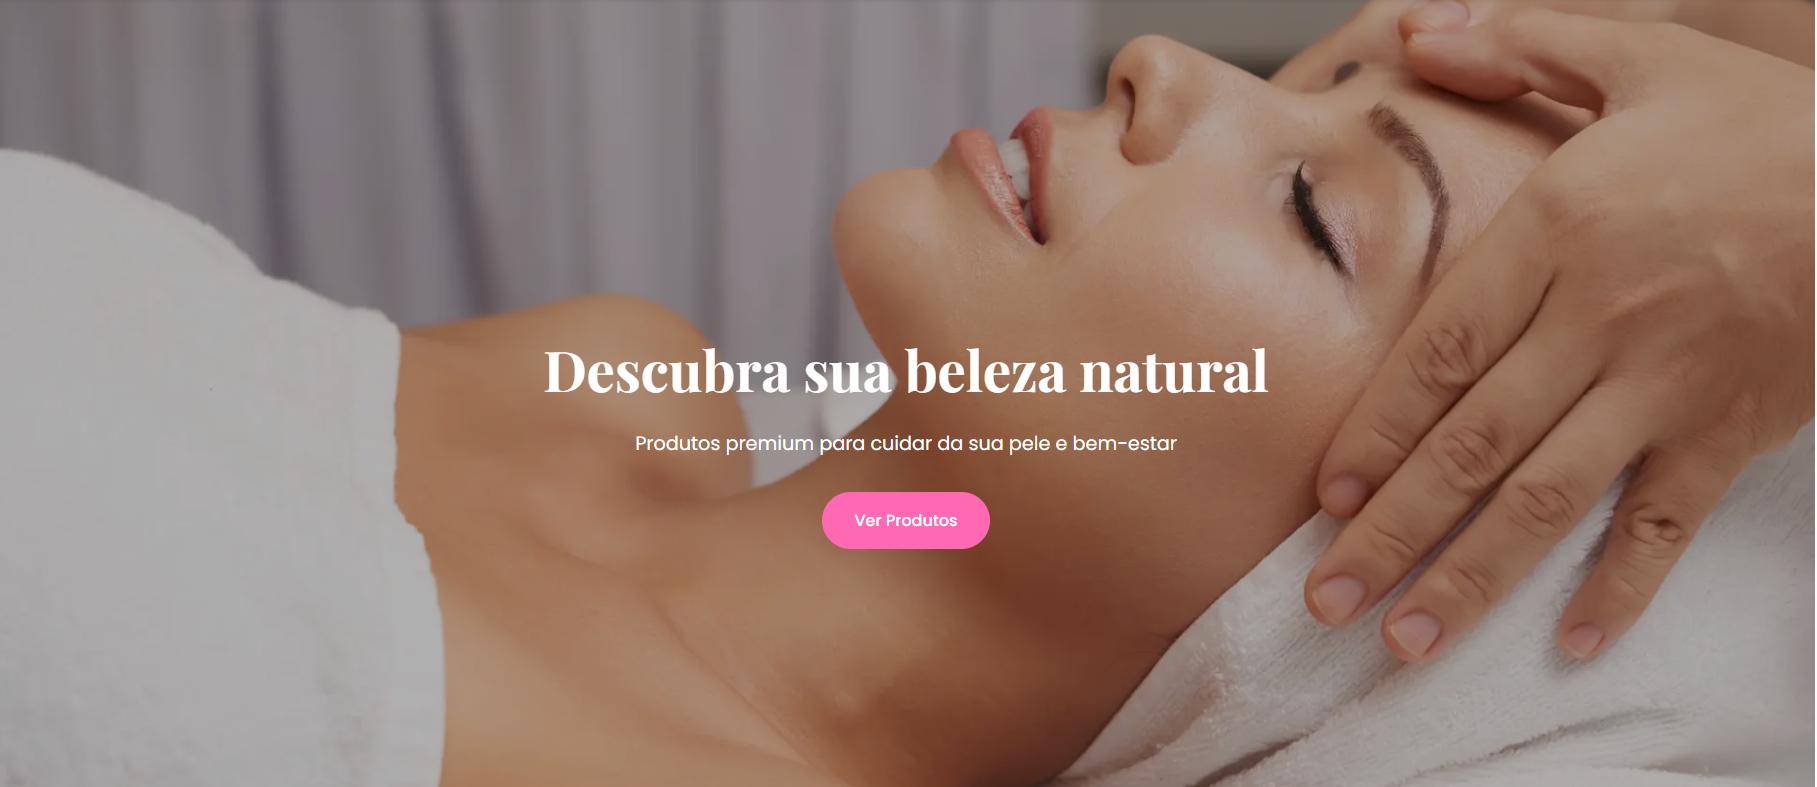 Descubra sua beleza natural
Produtos premium para cuidar da sua pele e bem-estar
Ver Produtos